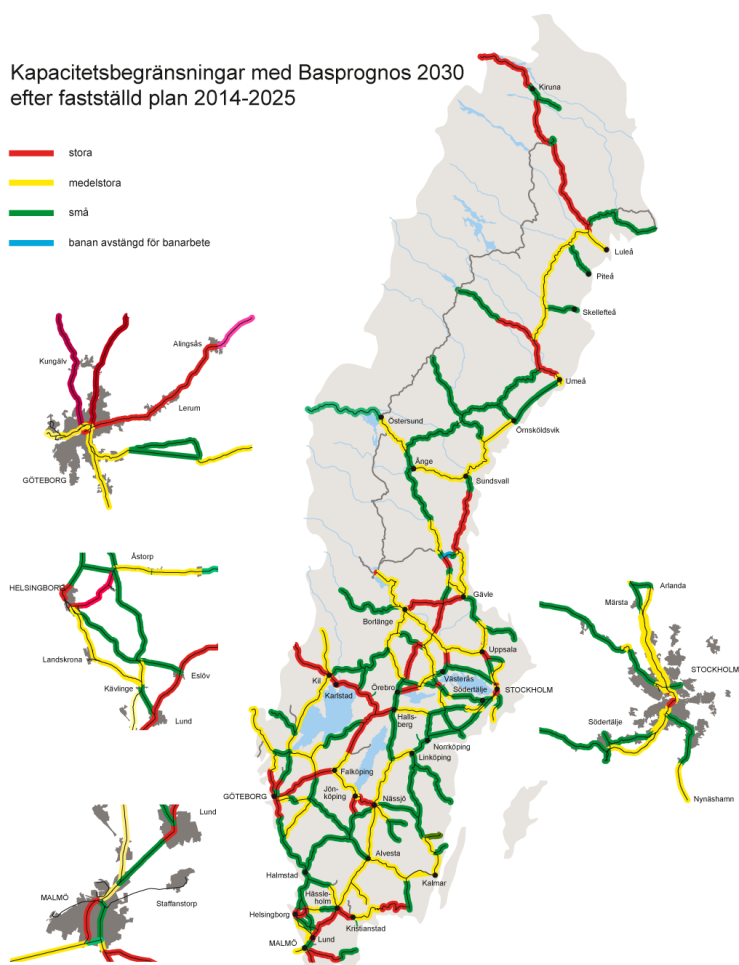 Kapacitetsbegränsningar med Basprognos 2030
efter fastställd plan 2014-2025
stora
medelstora
små
banan avstängd för banarbete
Kiruna
Luleå
Piteå
Skellefteå
Umeå
Örnsköldsvik
Östersund
Ånge
Sundsvall
Gävle
Borlänge
Uppsala
Kil
Karlstad
Örebro
Västerås
Södertälje
STOCKHOLM
Halls-
berg
Norrköping
Linköping
Falköping
GÖTEBORG
Jön-
köping
Nässjö
Alvesta
Halmstad
Kalmar
Hässle-
holm
Helsingborg
Kristianstad
Lund
MALMÖ
Kungälv
Alingsås
Lerum
GÖTEBORG
Åstorp
HELSINGBORG
Landskrona
Eslöv
Kävlinge
Lund
Lund
MALMÖ
Staffanstorp
Arlanda
Märsta
STOCKHOLM
Södertälje
Nynäshamn